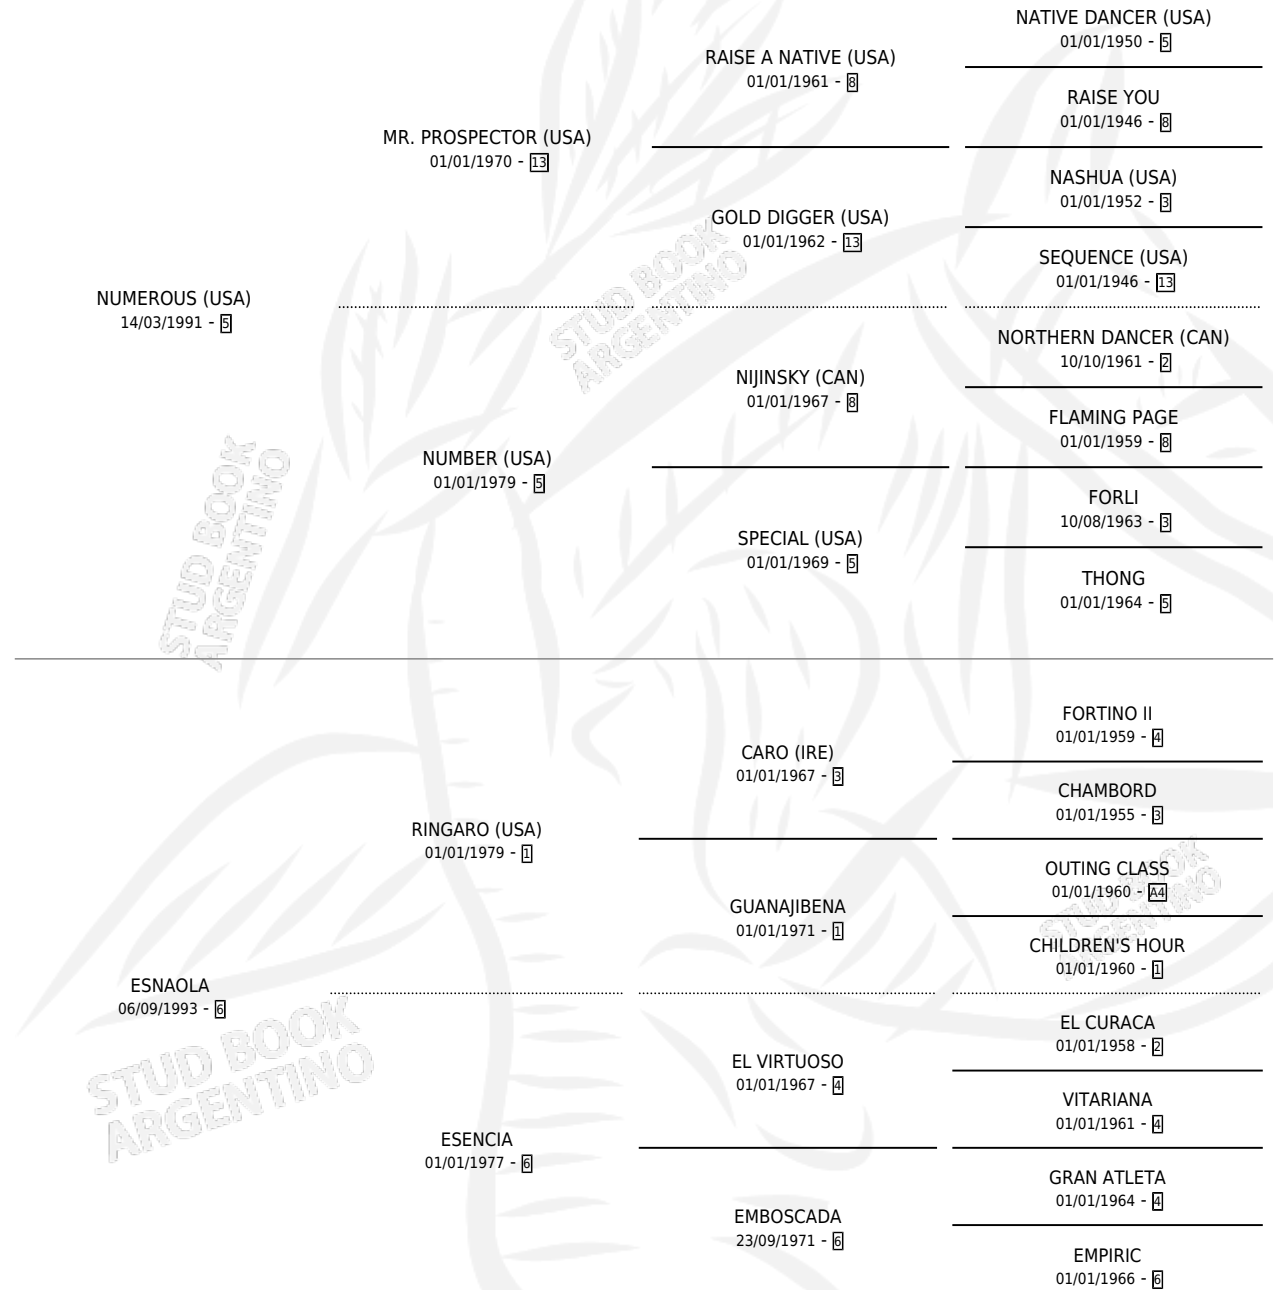 NATIVE DANCER (USA)
01/01/1950 - 5
RAISE A NATIVE (USA)
01/01/1961 - 8
RAISE YOU
01/01/1946 - 8
MR. PROSPECTOR (USA)
01/01/1970 - 13
NASHUA (USA)
01/01/1952 - 3
GOLD DIGGER (USA)
01/01/1962 - 13
SEQUENCE (USA)
01/01/1946 - 13
NUMEROUS (USA)
14/03/1991 - 5
STUD BOOK
ARGENTINO
NORTHERN DANCER (CAN)
10/10/1961 - 2
NIJINSKY (CAN)
01/01/1967 - 8
FLAMING PAGE
01/01/1959 - 8
NUMBER (USA)
01/01/1979 - 5
FORLI
10/08/1963 - 3
SPECIAL (USA)
01/01/1969 - 5
THONG
01/01/1964 - 5
STUD BOOK
ARGENTINO
FORTINO II
01/01/1959 - 4
CARO (IRE)
01/01/1967 - 3
CHAMBORD
01/01/1955 - 3
RINGARO (USA)
01/01/1979 - 1
OUTING CLASS
01/01/1960 - A4
GUANAJIBENA
01/01/1971 - 1
STUD BOOK
ARGENTINO
CHILDREN'S HOUR
01/01/1960 - 1
ESNAOLA
06/09/1993 - 6
STUD BOOK
ARGENTINO
EL CURACA
01/01/1958 - 2
EL VIRTUOSO
01/01/1967 - 4
VITARIANA
01/01/1961 - 4
ESENCIA
01/01/1977 - 6
GRAN ATLETA
01/01/1964 - 4
EMBOSCADA
23/09/1971 - 6
EMPIRIC
01/01/1966 - 6